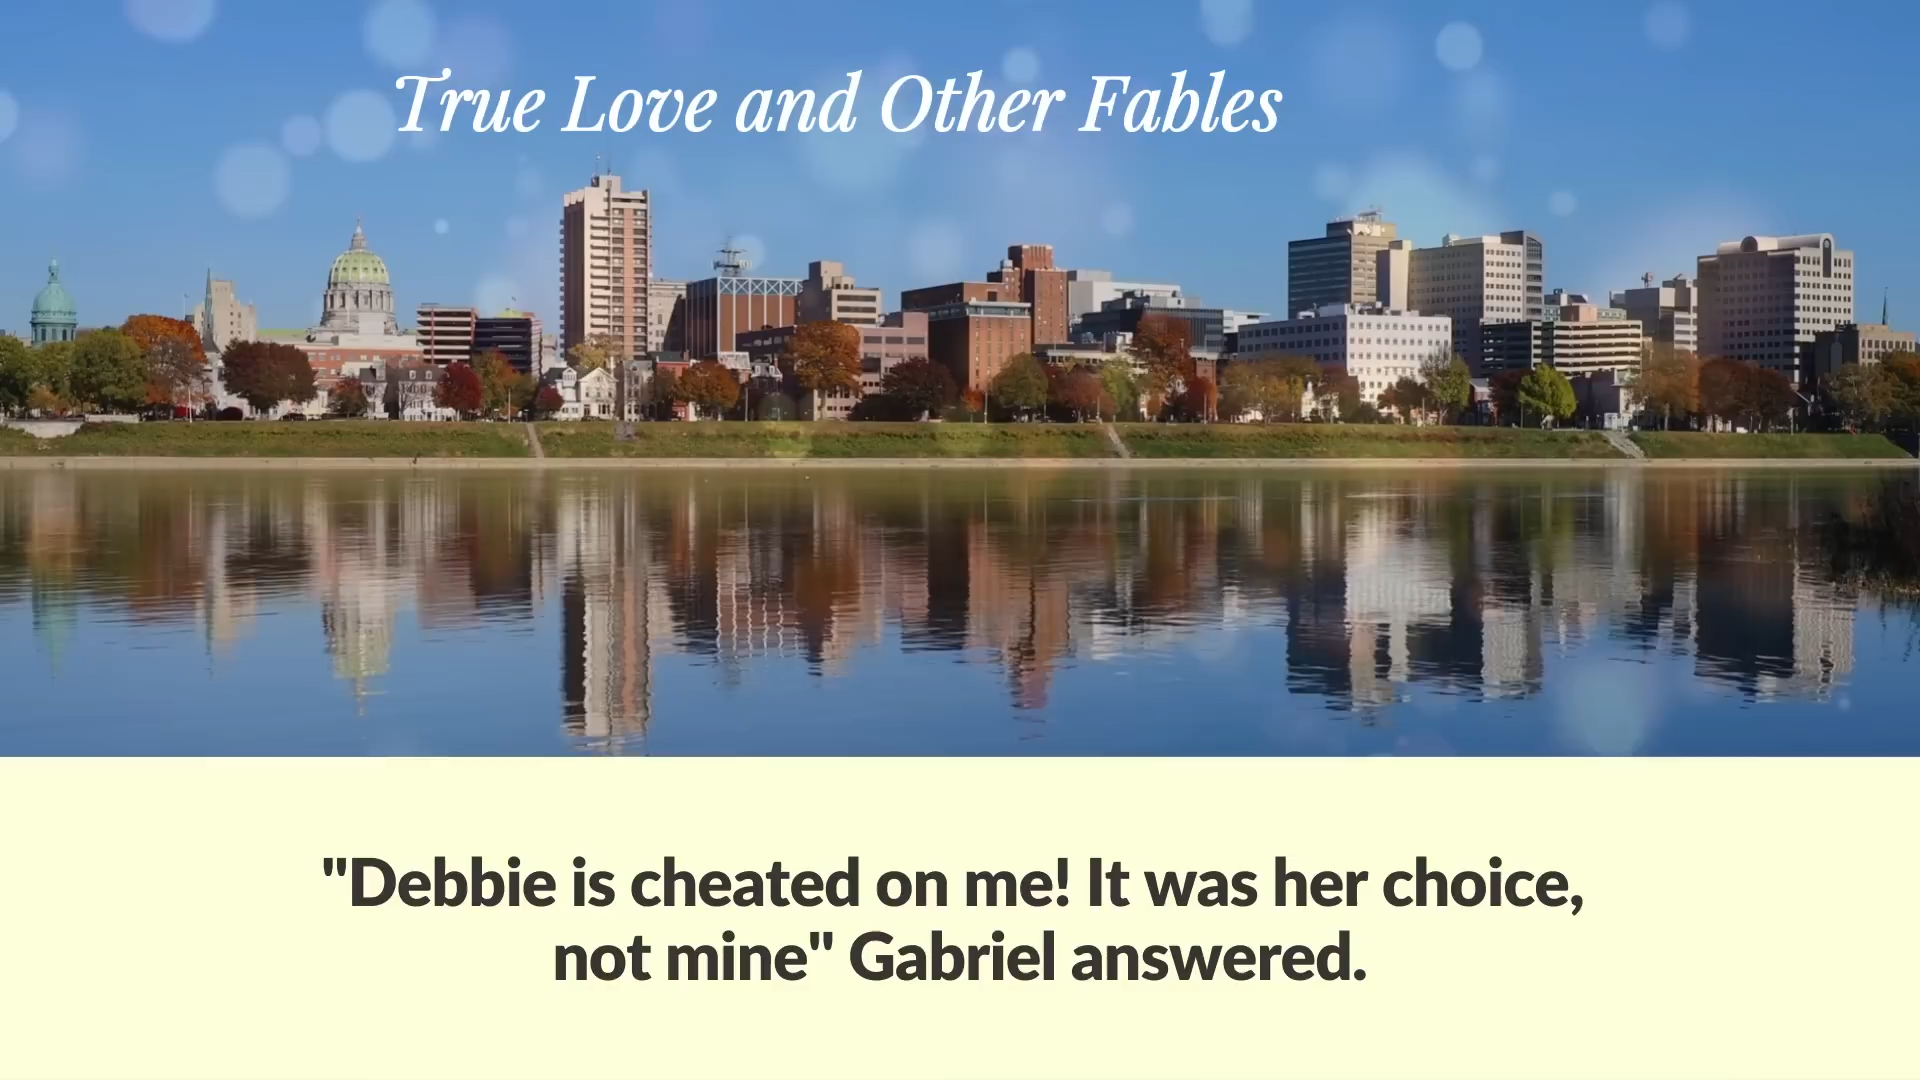 True Love and Other Fables
"Debbie is cheated on me! It was her choice,
not mine" Gabriel answered.